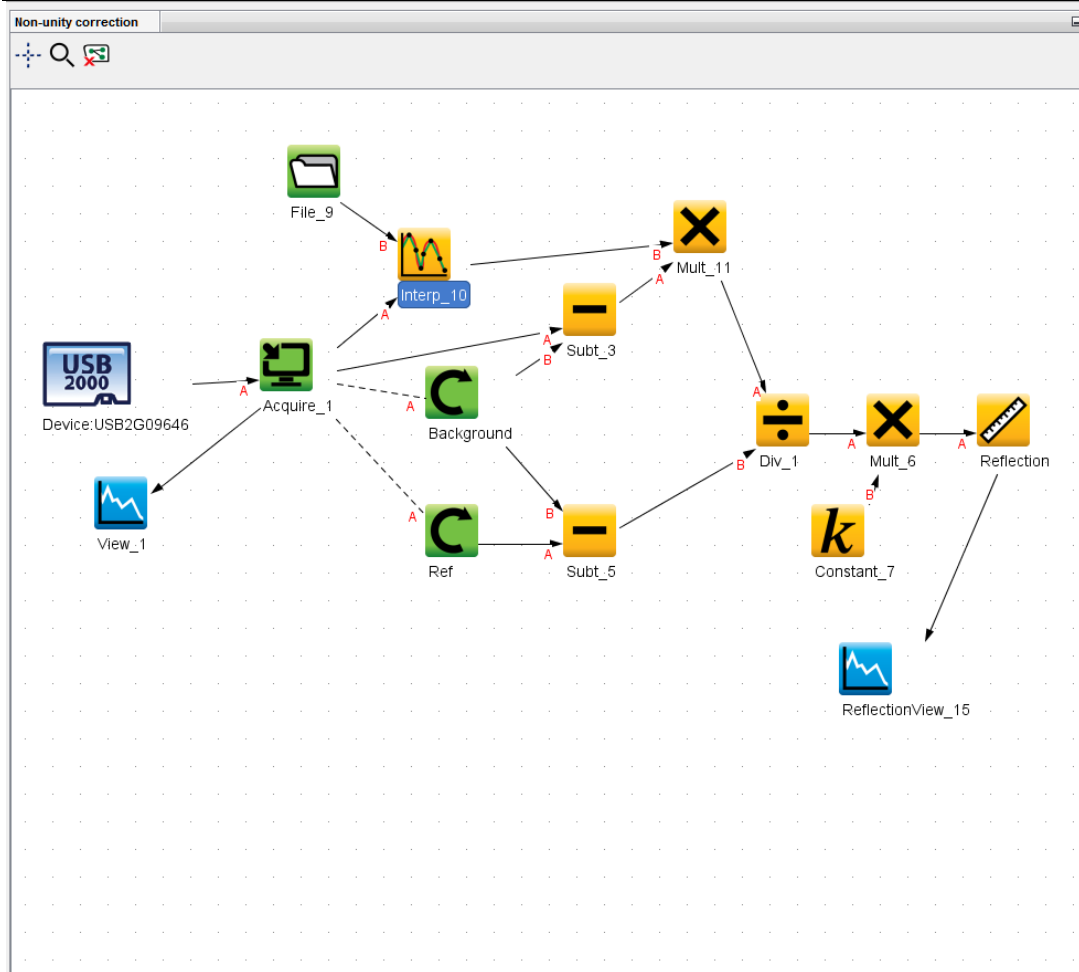 Non-unity correction
File_9
B
Interp_10
A
B
Mult_11
A
A
B
Subt_3
USB
2000
Device:USB2G09646
A
Acquire_1
A
Background
A
Div_1
B
A
Mult_6
A
Reflection
B
k
Constant_7
View_1
A
Ref
B
A
Subt_5
ReflectionView_15